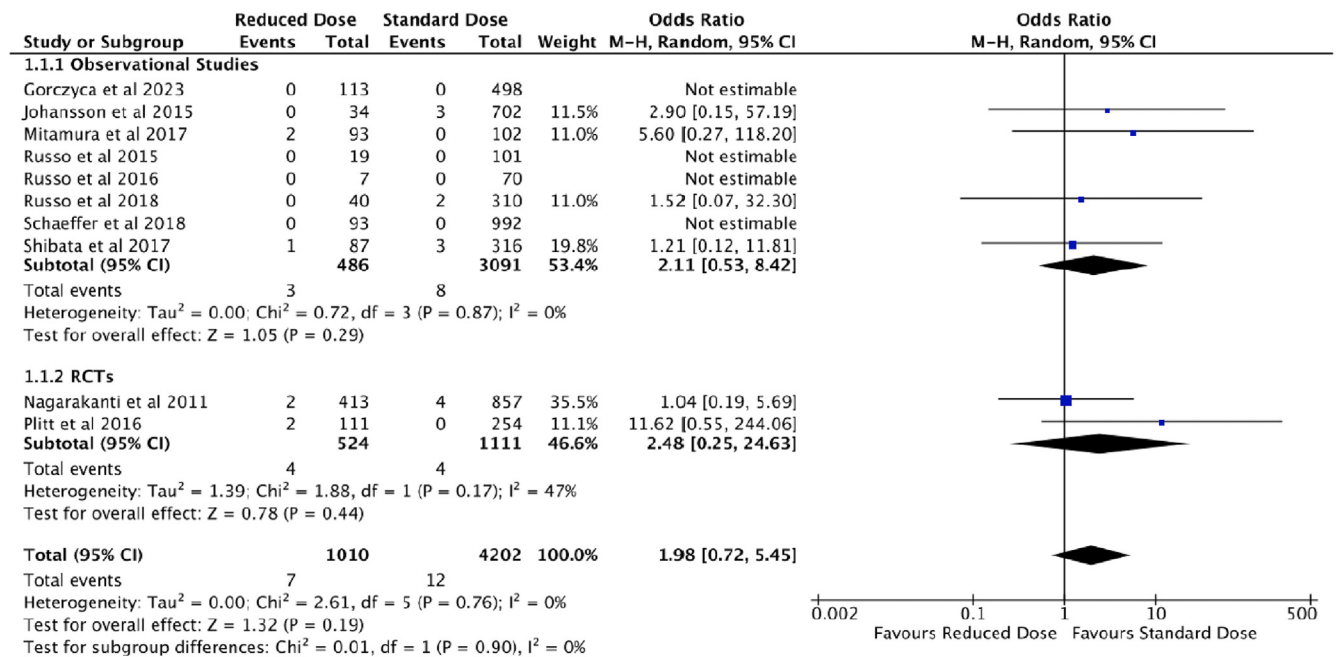 Reduced Dose Standard Dose Odds Ratio Odds Ratio
Study or Subgroup Events Total Events Total Weight M-H, Random, 95% CI M-H, Random, 95% CI
1.1.1 Observational Studies
Gorczyca et al 2023 0 113 0 498 Not estimable
Johansson et al 2015 0 34 3 702 11.5% 2.90 [0.15, 57.19]
Mitamura et al 2017 2 93 0 102 11.0% 5.60 [0.27, 118.20]
Russo et al 2015 0 19 0 101 Not estimable
Russo et al 2016 0 7 0 70 Not estimable
Russo et al 2018 0 40 2 310 11.0% 1.52 [0.07, 32.30]
Schaeffer et al 2018 0 93 0 992 Not estimable
Shibata et al 2017 1 87 3 316 19.8% 1.21 [0.12, 11.81]
Subtotal (95% CI) 486 3091 53.4% 2.11 [0.53, 8.42]
Total events 3 8
Heterogeneity: Tau² = 0.00; Chi² = 0.72, df = 3 (P = 0.87); I² = 0%
Test for overall effect: Z = 1.05 (P = 0.29)
1.1.2 RCTs
Nagarakanti et al 2011 2 413 4 857 35.5% 1.04 [0.19, 5.69]
Plitt et al 2016 2 111 0 254 11.1% 11.62 [0.55, 244.06]
Subtotal (95% CI) 524 1111 46.6% 2.48 [0.25, 24.63]
Total events 4 4
Heterogeneity: Tau² = 1.39; Chi² = 1.88, df = 1 (P = 0.17); I² = 47%
Test for overall effect: Z = 0.78 (P = 0.44)
Total (95% CI) 1010 4202 100.0% 1.98 [0.72, 5.45]
Total events 7 12
Heterogeneity: Tau² = 0.00; Chi² = 2.61, df = 5 (P = 0.76); I² = 0%
Test for overall effect: Z = 1.32 (P = 0.19)
Test for subgroup differences: Chi² = 0.01, df = 1 (P = 0.90), I² = 0%
0.002 0.1 1 10 500
Favours Reduced Dose Favours Standard Dose